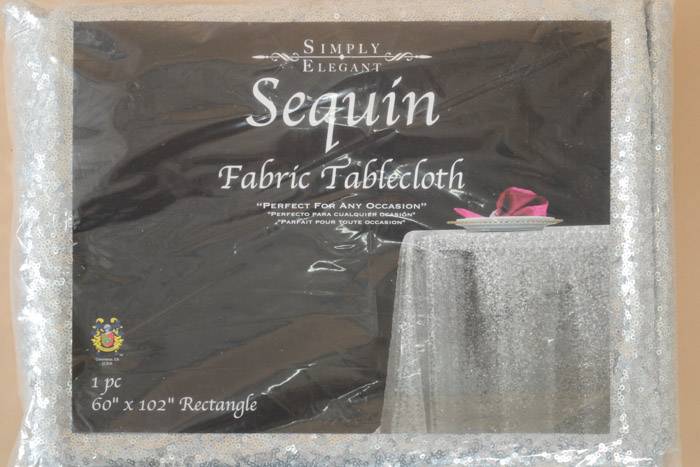 SIMPLY
ELEGANT
Sequin
Fabric Tablecloth
"PERFECT FOR ANY OCCASION"
"PERFECTO PARA CUALQUIER OCASIÓN"
"PARFAIT POUR TOUTE OCCASION"
1 pc
60" x 102" Rectangle